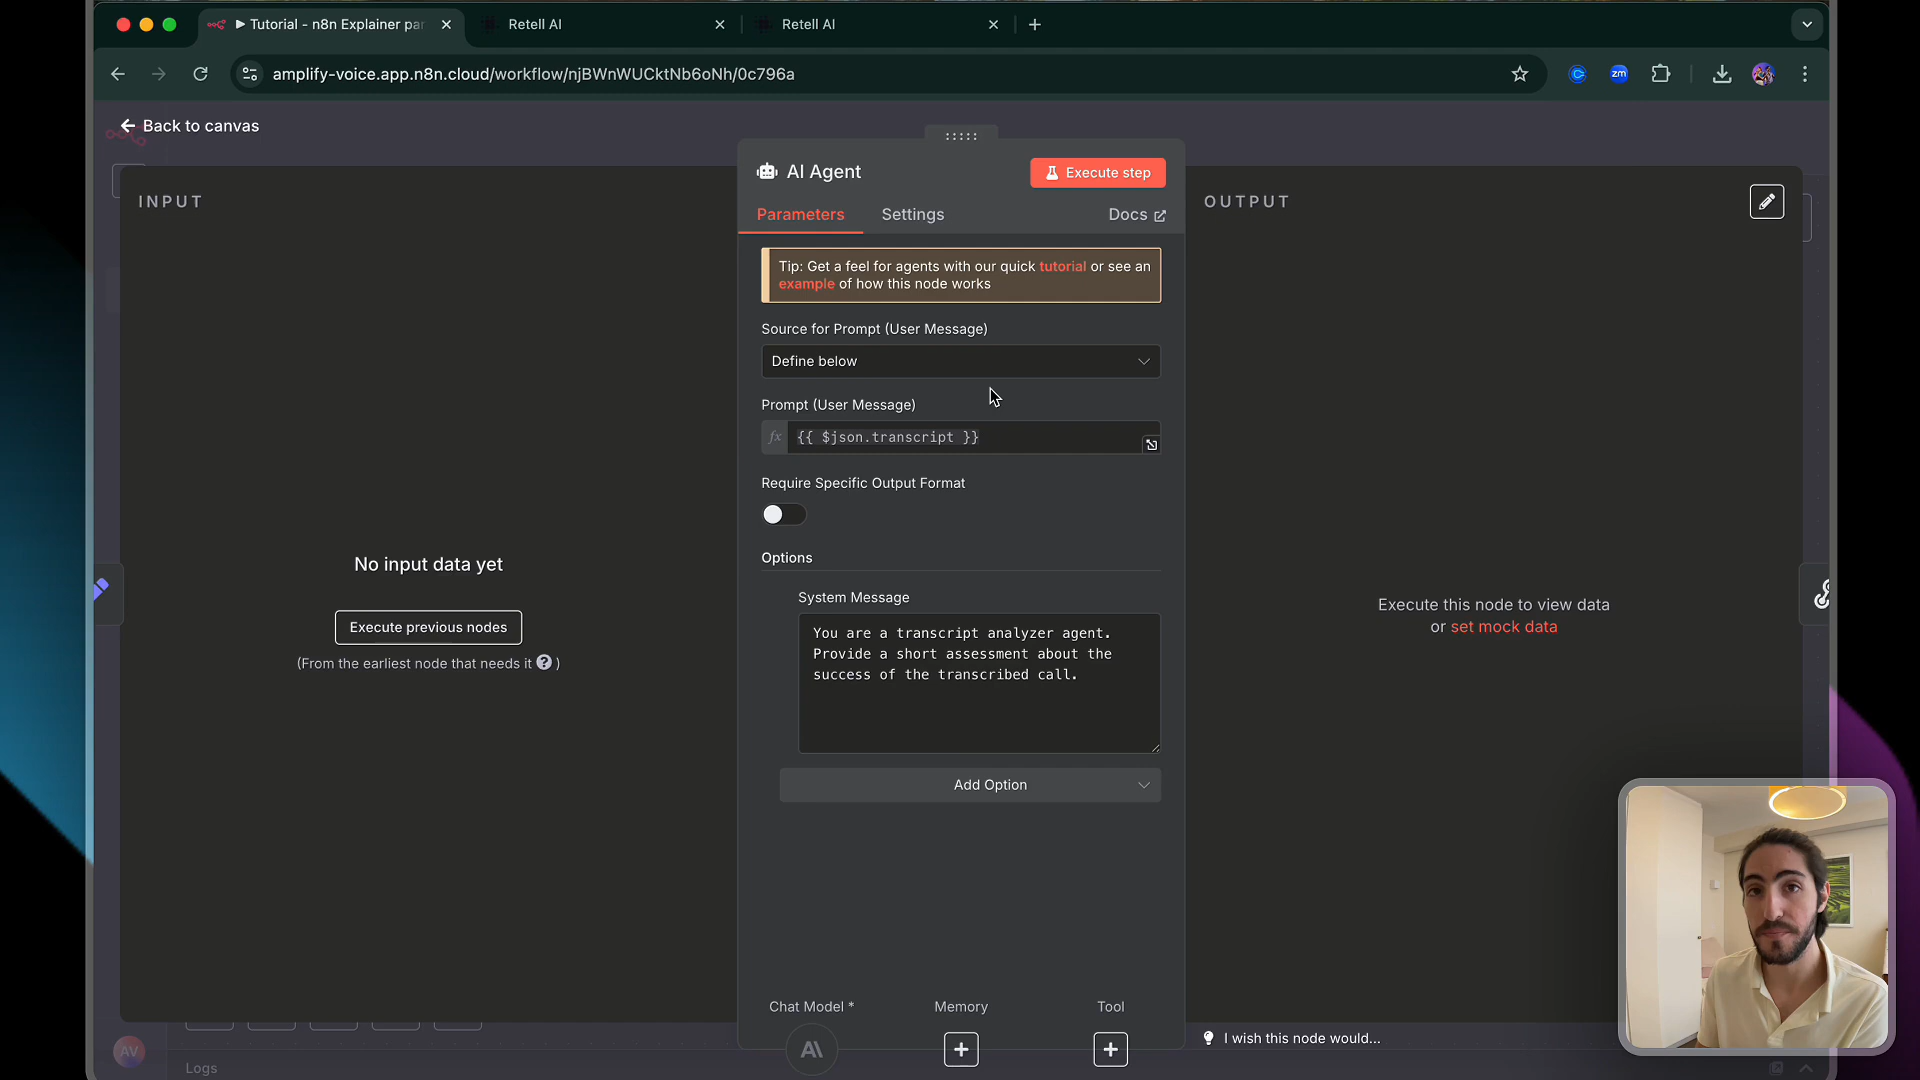 ▶ Tutorial - n8n Explainer par
Retell AI
Retell AI
amplify-voice.app.n8n.cloud/workflow/njBWnWUCktNb6oNh/0c796a
zm
Back to canvas
INPUT
AI Agent
Execute step
OUTPUT
Parameters
Settings
Docs
Tip: Get a feel for agents with our quick tutorial or see an
example of how this node works
Source for Prompt (User Message)
Define below
Prompt (User Message)
fx
{{ $json.transcript }}
Require Specific Output Format
Options
No input data yet
Execute previous nodes
(From the earliest node that needs it ? )
System Message
You are a transcript analyzer agent.
Provide a short assessment about the
success of the transcribed call.
Execute this node to view data
or set mock data
Add Option
Chat Model *
Memory
Tool
I wish this node would...
AV
Logs